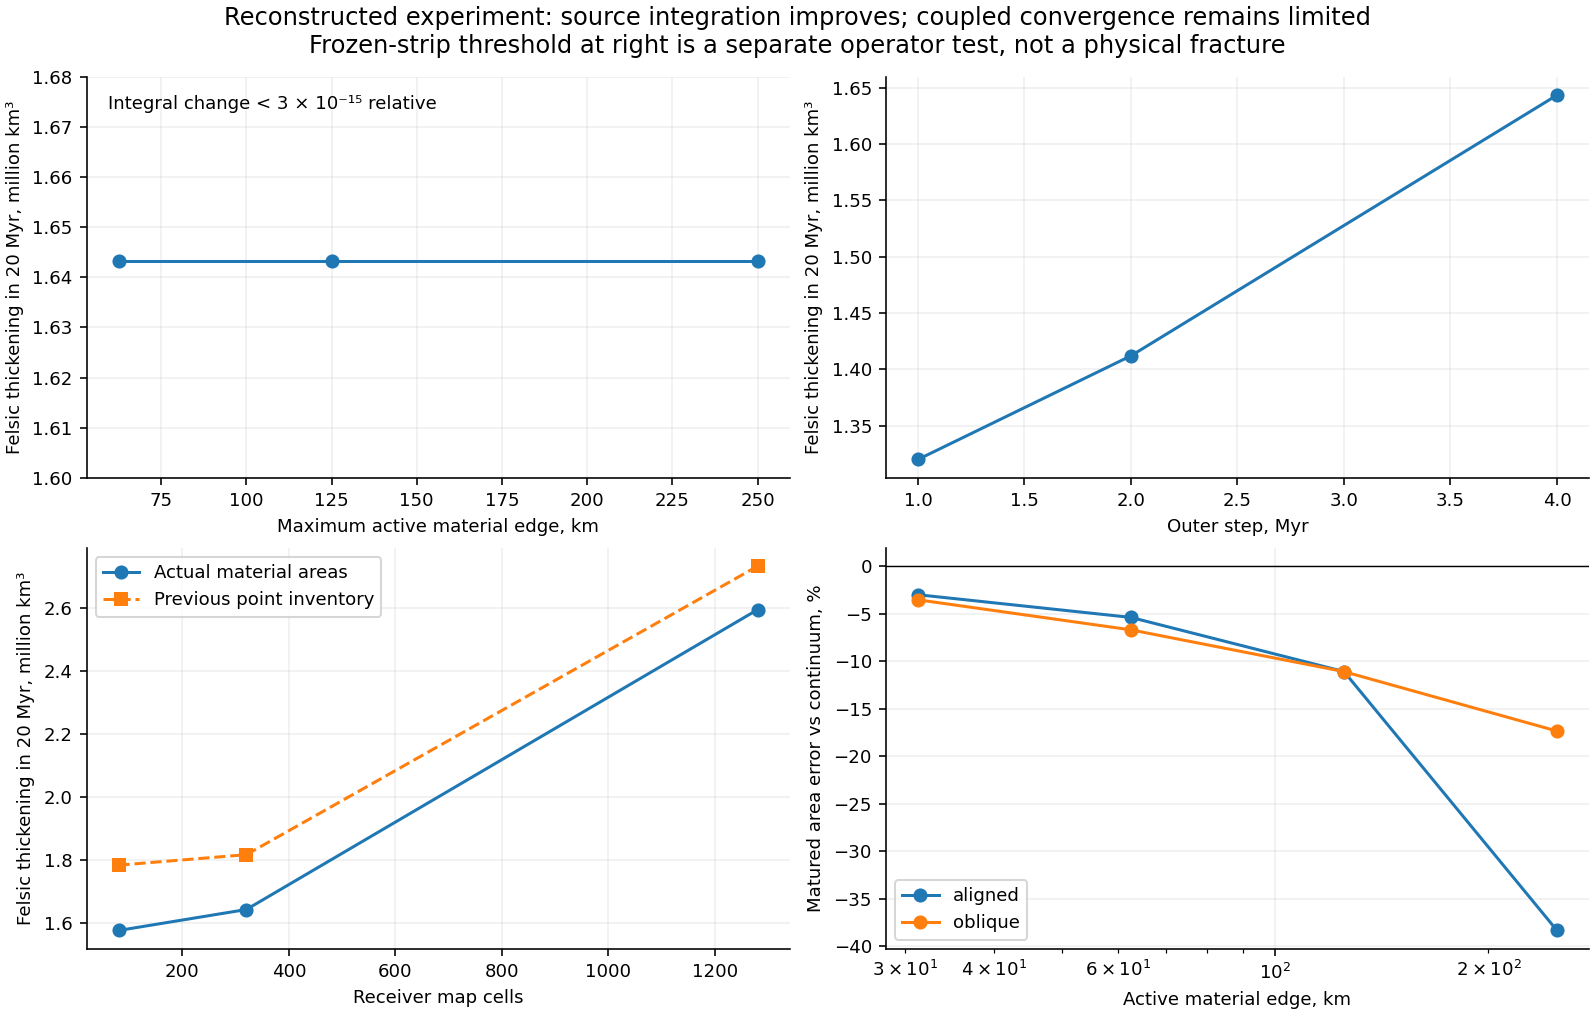 Reconstructed experiment: source integration improves; coupled convergence remains limited
Frozen-strip threshold at right is a separate operator test, not a physical fracture
Felsic thickening in 20 Myr, million km³
1.68
1.67
1.66
1.65
1.64
1.63
1.62
1.61
1.60
Integral change < 3 × 10⁻¹⁵ relative
75 100 125 150 175 200 225 250
Maximum active material edge, km
Felsic thickening in 20 Myr, million km³
1.65
1.60
1.55
1.50
1.45
1.40
1.35
1.0 1.5 2.0 2.5 3.0 3.5 4.0
Outer step, Myr
Felsic thickening in 20 Myr, million km³
2.6
2.4
2.2
2.0
1.8
1.6
Actual material areas
Previous point inventory
200 400 600 800 1000 1200
Receiver map cells
Matured area error vs continuum, %
0
−5
−10
−15
−20
−25
−30
−35
−40
aligned
oblique
3 × 10¹ 4 × 10¹ 6 × 10¹ 10² 2 × 10²
Active material edge, km